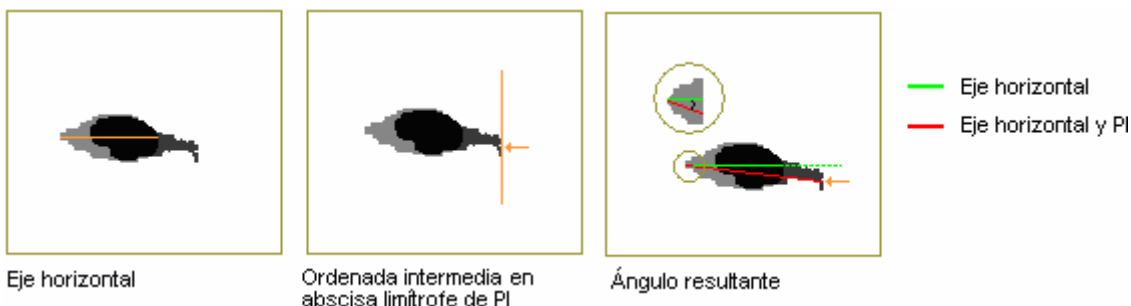 Eje horizontal
Eje horizontal y PI
Eje horizontal
Ordenada intermedia en
abscisa limítrofe de PI
Ángulo resultante